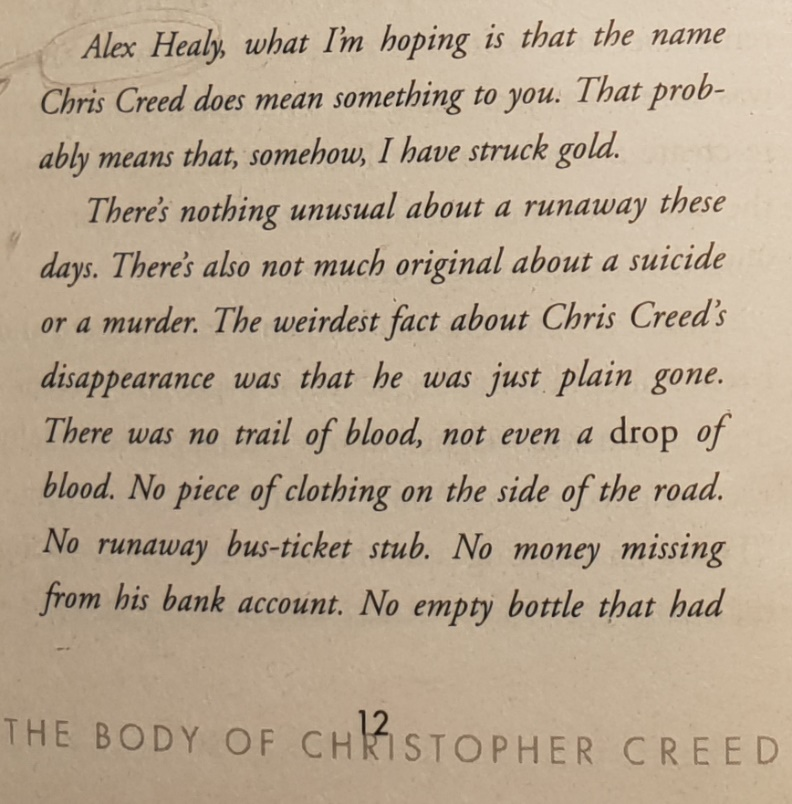 Alex Healy, what I'm hoping is that the name
Chris Creed does mean something to you. That prob-
ably means that, somehow, I have struck gold.
There's nothing unusual about a runaway these
days. There's also not much original about a suicide
or a murder. The weirdest fact about Chris Creed's
disappearance was that he was just plain gone.
There was no trail of blood, not even a drop of
blood. No piece of clothing on the side of the road.
No runaway bus-ticket stub. No money missing
from his bank account. No empty bottle that had
12
THE BODY OF CHRISTOPHER CREED